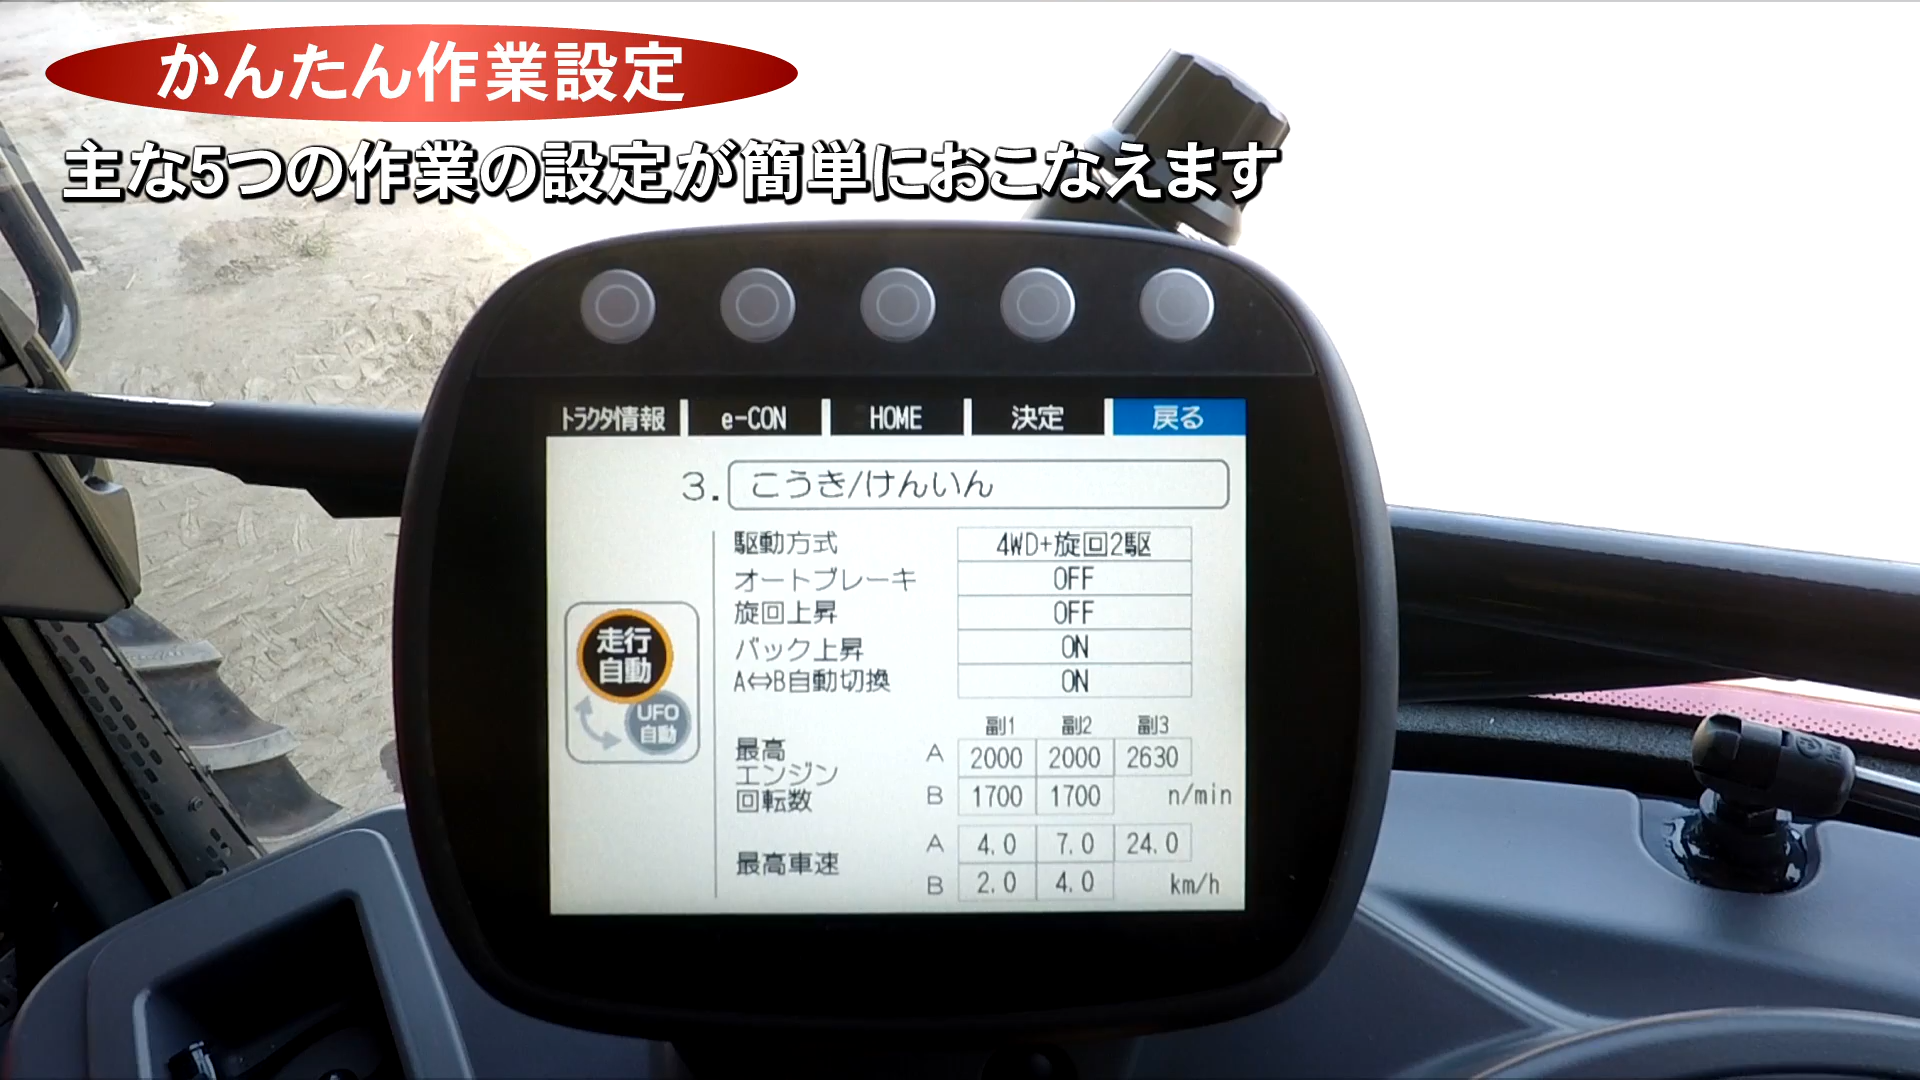 かんたん作業設定
主な5つの作業の設定が簡単におこなえます
トラクタ情報 e-CON HOME 決定 戻る
3. こうき/けんいん
駆動方式 4WD+旋回2駆
オートブレーキ OFF
旋回上昇 OFF
バック上昇 ON
A⇔B自動切換 ON
走行
自動
UFO
自動
副1 副2 副3
最高
エンジン
回転数
A 2000 2000 2630
B 1700 1700 n/min
最高車速
A 4.0 7.0 24.0
B 2.0 4.0 km/h